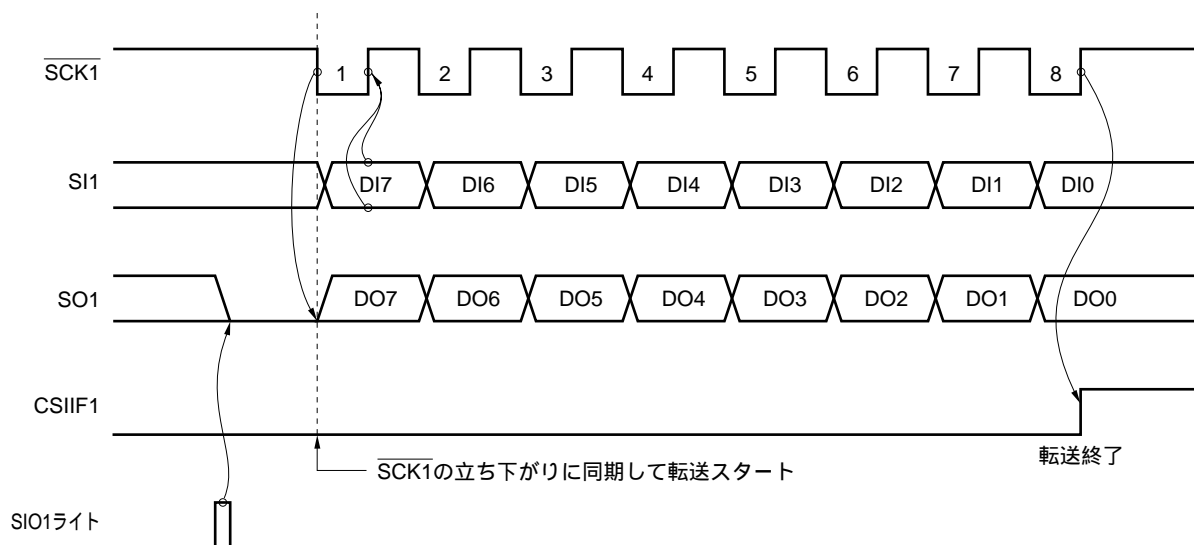 SCK1 1 2 3 4 5 6 7 8
SI1 DI7 DI6 DI5 DI4 DI3 DI2 DI1 DI0
SO1 DO7 DO6 DO5 DO4 DO3 DO2 DO1 DO0
CSIIF1
転送終了
SCK1の立ち下がりに同期して転送スタート
SIO1ライト